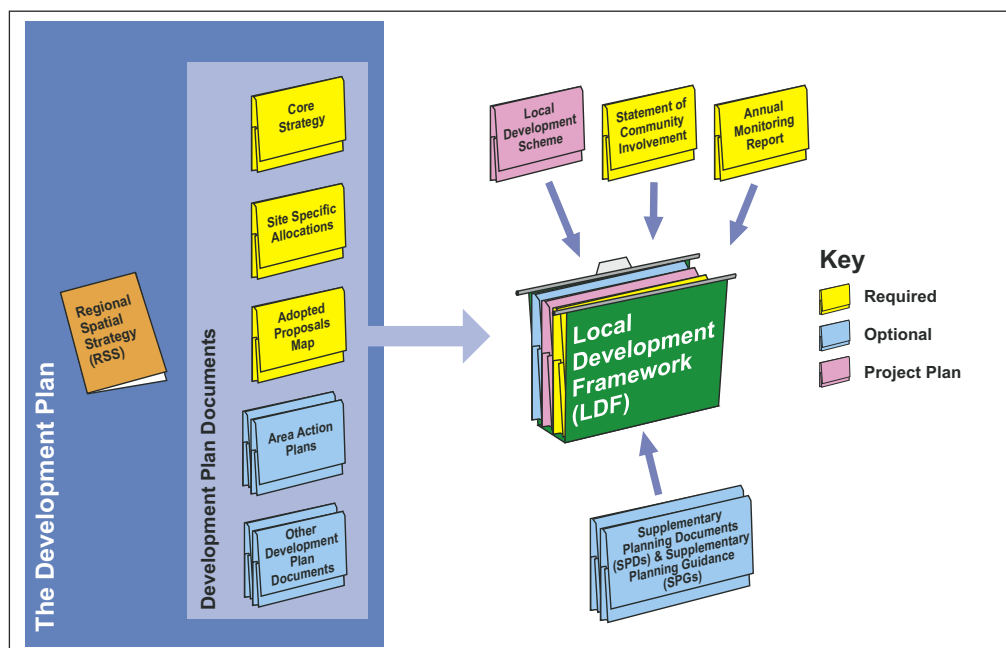 The Development Plan
Regional
Spatial
Strategy
(RSS)
Development Plan Documents
Core
Strategy
Site Specific
Allocations
Adopted
Proposals
Map
Area Action
Plans
Other
Development
Plan
Documents
Local
Development
Scheme
Statement of
Community
Involvement
Annual
Monitoring
Report
Local
Development
Framework
(LDF)
Supplementary
Planning Documents
(SPDs) & Supplementary
Planning Guidance
(SPGs)
Key
Required
Optional
Project Plan